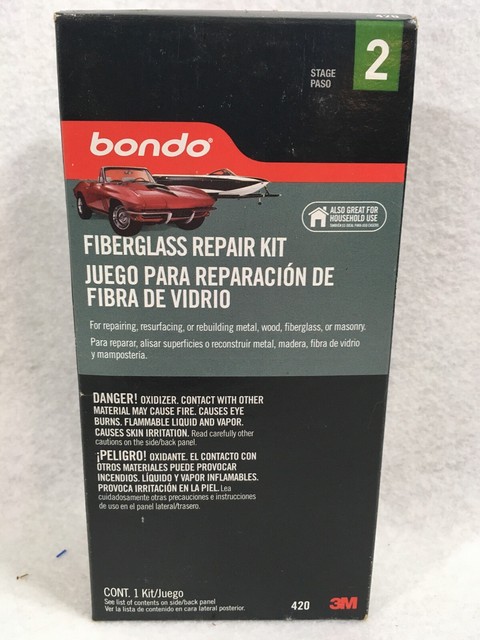 STAGE
PASO
2
bondo®
ALSO GREAT FOR
HOUSEHOLD USE
FIBERGLASS REPAIR KIT
JUEGO PARA REPARACIÓN DE
FIBRA DE VIDRIO
For repairing, resurfacing, or rebuilding metal, wood, fiberglass, or masonry.
Para reparar, alisar superficies o reconstruir metal, madera, fibra de vidrio
y mampostería.
DANGER! OXIDIZER. CONTACT WITH OTHER
MATERIAL MAY CAUSE FIRE. CAUSES EYE
BURNS. FLAMMABLE LIQUID AND VAPOR.
CAUSES SKIN IRRITATION. Read carefully other
cautions on the side/back panel.
¡PELIGRO! OXIDANTE. EL CONTACTO CON
OTROS MATERIALES PUEDE PROVOCAR
INCENDIOS. LÍQUIDO Y VAPOR INFLAMABLES.
PROVOCA IRRITACIÓN EN LA PIEL. Lea
cuidadosamente otras precauciones e instrucciones
de uso en el panel lateral/trasero.
CONT. 1 Kit/Juego
See list of contents on side/back panel
Ver la lista de contenido en cara lateral posterior.
420
3M